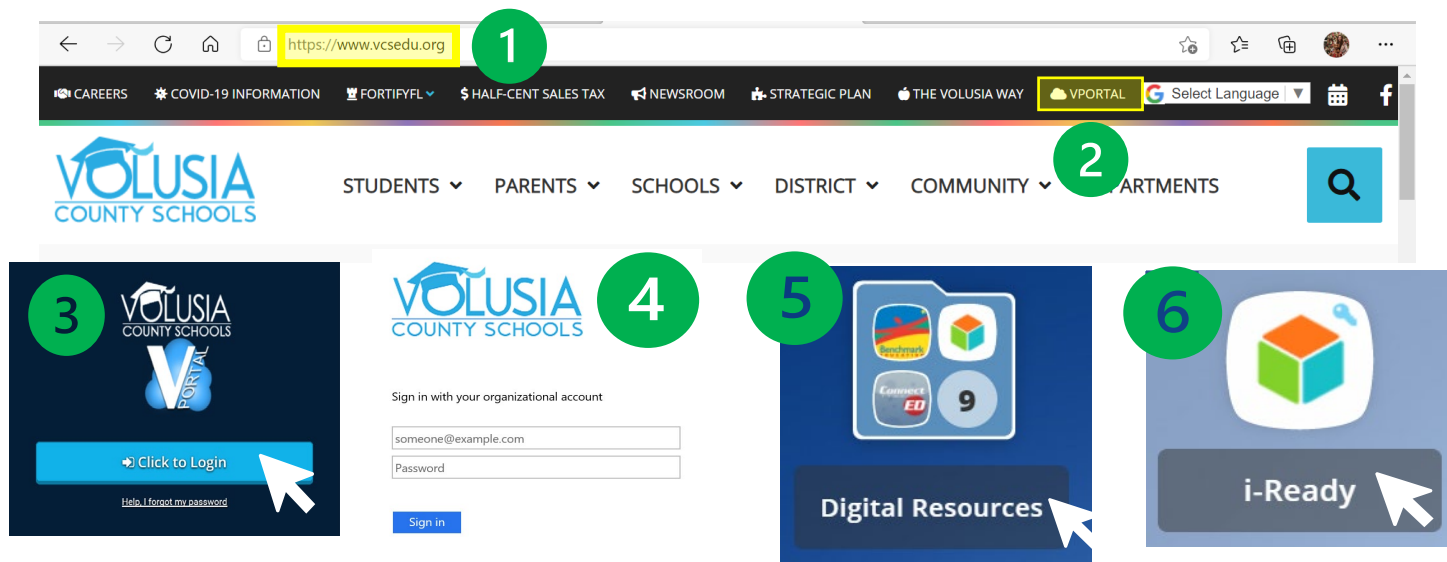 https://www.vcsedu.org
1
CAREERS COVID-19 INFORMATION FORTIFYFL $ HALF-CENT SALES TAX NEWSROOM STRATEGIC PLAN THE VOLUSIA WAY VPORTAL G Select Language ▼ f
2
VOLUSIA
COUNTY SCHOOLS
STUDENTS PARENTS SCHOOLS DISTRICT COMMUNITY PARTMENTS
3
VOLUSIA
COUNTY SCHOOLS
V PORTAL
Click to Login
Help, I forgot my password
4
VOLUSIA
COUNTY SCHOOLS
Sign in with your organizational account
someone@example.com
Password
Sign in
5
Benchmark
EDUCATION
Connect
ED
9
Digital Resources
6
i-Ready